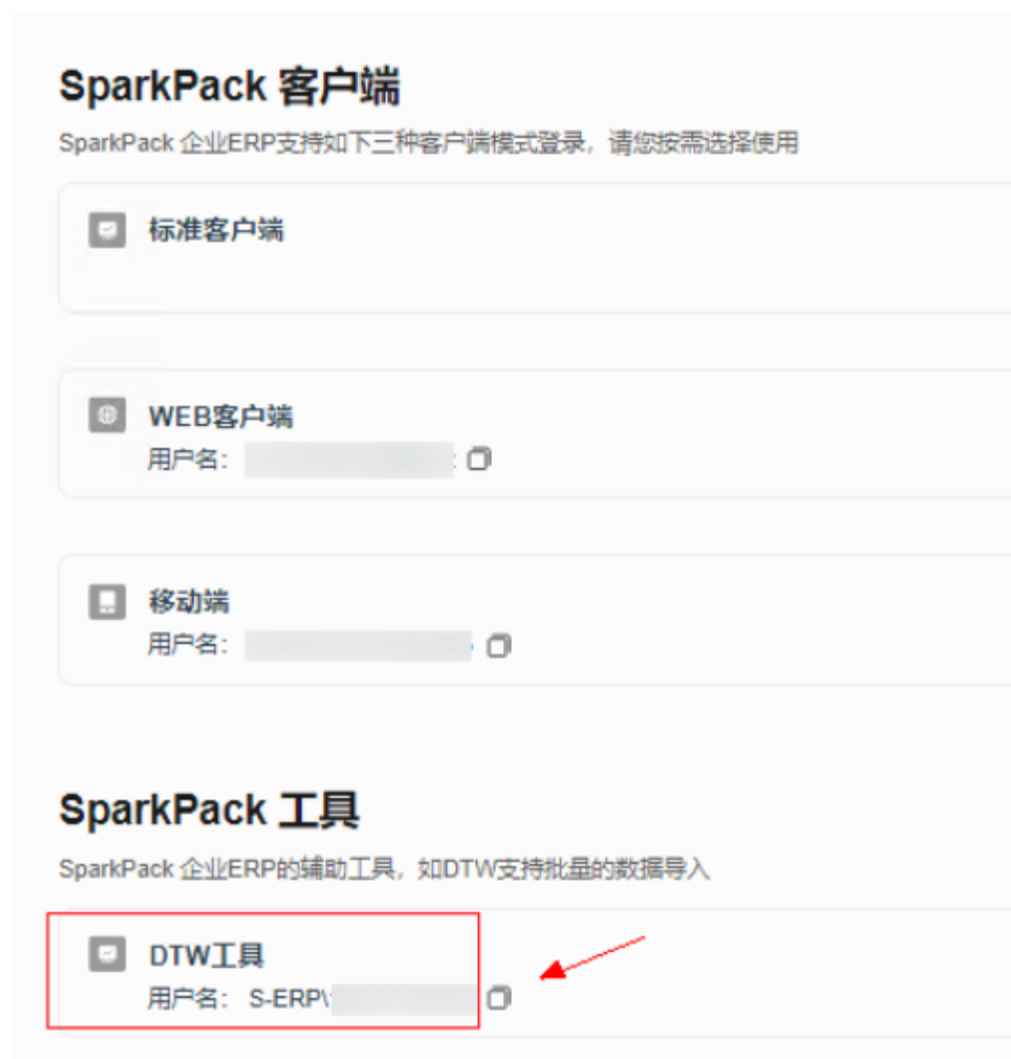 SparkPack 客户端
SparkPack 企业ERP支持如下三种客户端模式登录，请您按需选择使用
标准客户端
WEB客户端
用户名：
移动端
用户名：
SparkPack 工具
SparkPack 企业ERP的辅助工具，如DTW支持批量的数据导入
DTW工具
用户名： S-ERP\